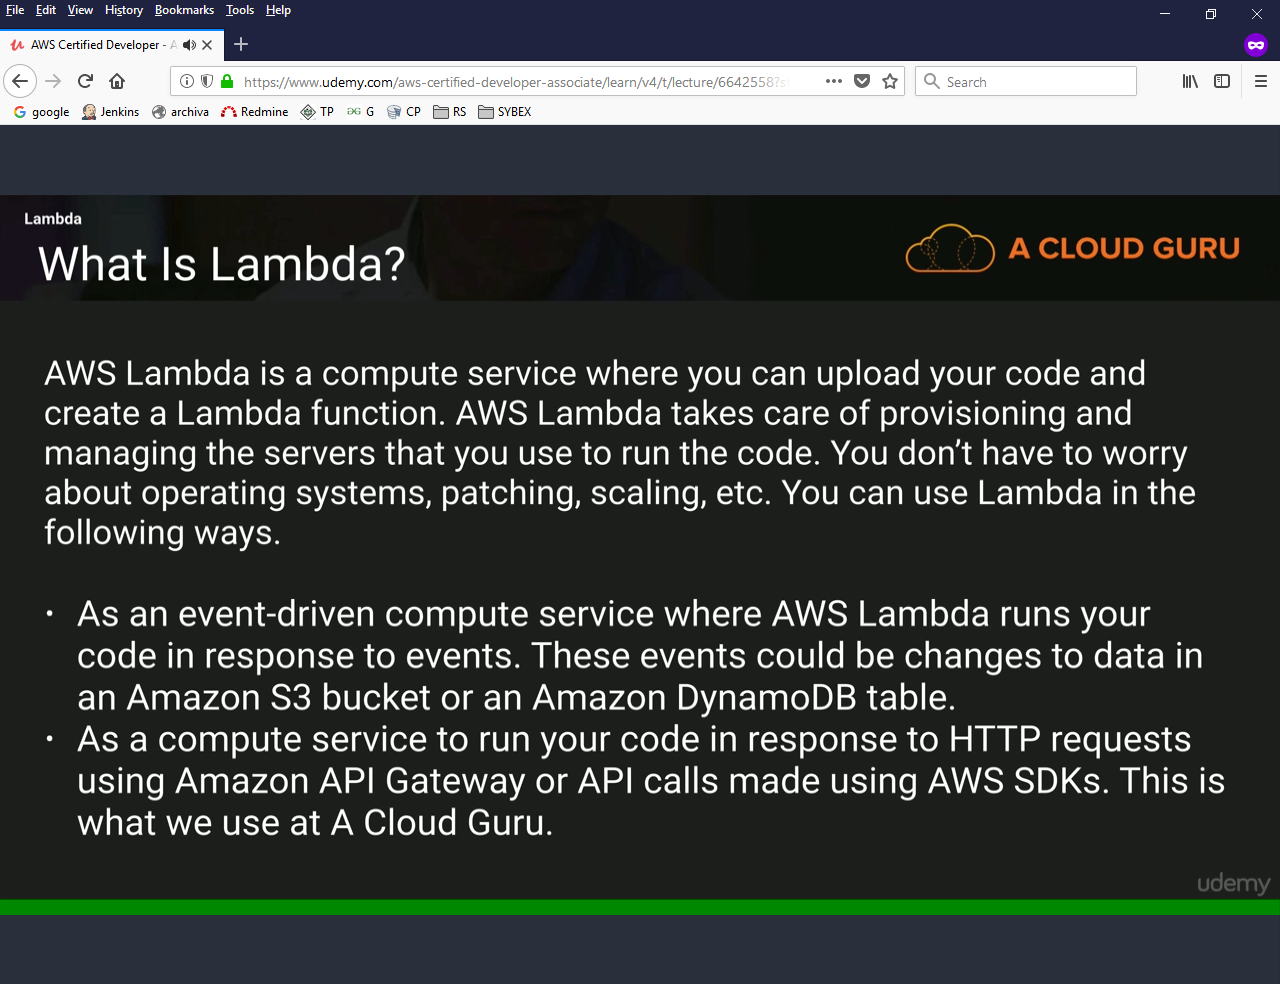 File Edit View History Bookmarks Tools Help
AWS Certified Developer - A
https://www.udemy.com/aws-certified-developer-associate/learn/v4/t/lecture/6642558?s
Search
google Jenkins archiva Redmine TP G CP RS SYBEX
Lambda
What Is Lambda?
A CLOUD GURU
AWS Lambda is a compute service where you can upload your code and
create a Lambda function. AWS Lambda takes care of provisioning and
managing the servers that you use to run the code. You don’t have to worry
about operating systems, patching, scaling, etc. You can use Lambda in the
following ways.
• As an event-driven compute service where AWS Lambda runs your
code in response to events. These events could be changes to data in
an Amazon S3 bucket or an Amazon DynamoDB table.
• As a compute service to run your code in response to HTTP requests
using Amazon API Gateway or API calls made using AWS SDKs. This is
what we use at A Cloud Guru.
udemy